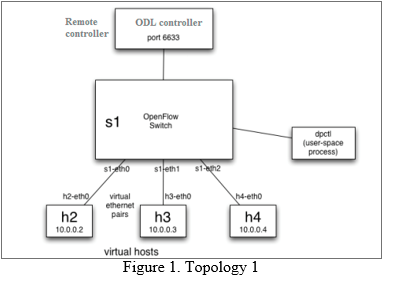 Remote
controller
ODL controller
port 6633
s1
OpenFlow
Switch
dpctl
(user-space
process)
s1-eth0
s1-eth1
s1-eth2
h2-eth0
virtual
ethernet
pairs
h3-eth0
h4-eth0
h2
10.0.0.2
h3
10.0.0.3
h4
10.0.0.4
virtual hosts
Figure 1. Topology 1